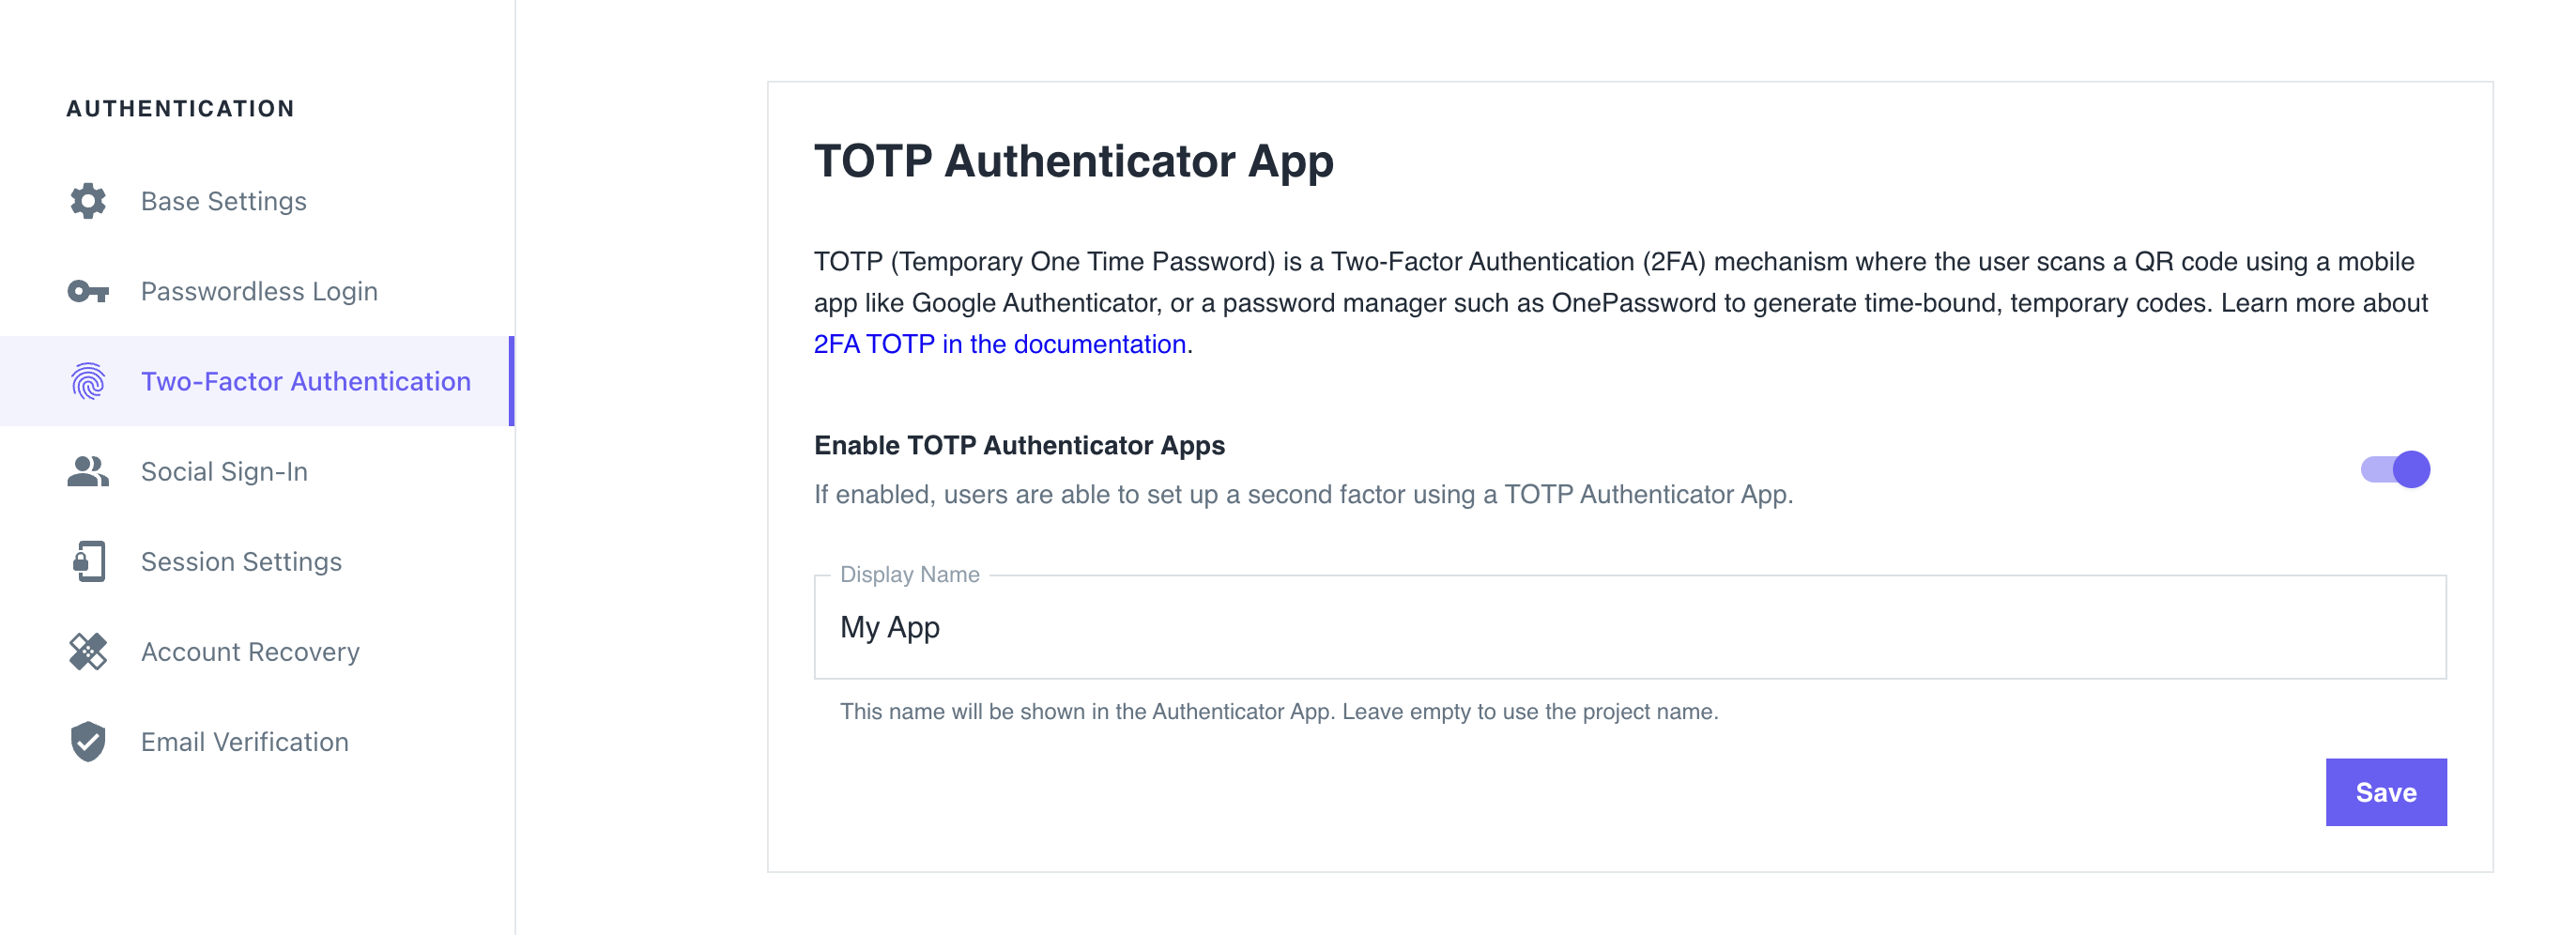 AUTHENTICATION
Base Settings
Passwordless Login
Two-Factor Authentication
Social Sign-In
Session Settings
Account Recovery
Email Verification
TOTP Authenticator App
TOTP (Temporary One Time Password) is a Two-Factor Authentication (2FA) mechanism where the user scans a QR code using a mobile
app like Google Authenticator, or a password manager such as OnePassword to generate time-bound, temporary codes. Learn more about
2FA TOTP in the documentation.
Enable TOTP Authenticator Apps
If enabled, users are able to set up a second factor using a TOTP Authenticator App.
Display Name
My App
This name will be shown in the Authenticator App. Leave empty to use the project name.
Save